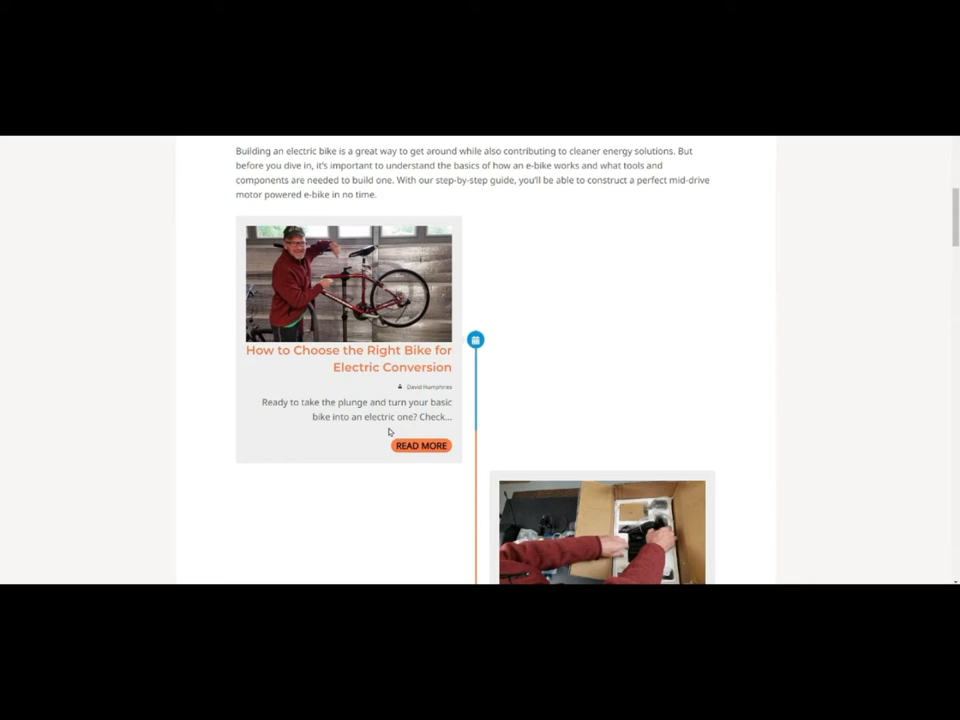 Building an electric bike is a great way to get around while also contributing to cleaner energy solutions. But
before you dive in, it's important to understand the basics of how an e-bike works and what tools and
components are needed to build one. With our step-by-step guide, you'll be able to construct a perfect mid-drive
motor powered e-bike in no time.
How to Choose the Right Bike for
Electric Conversion
David Humphries
Ready to take the plunge and turn your basic
bike into an electric one? Check...
READ MORE